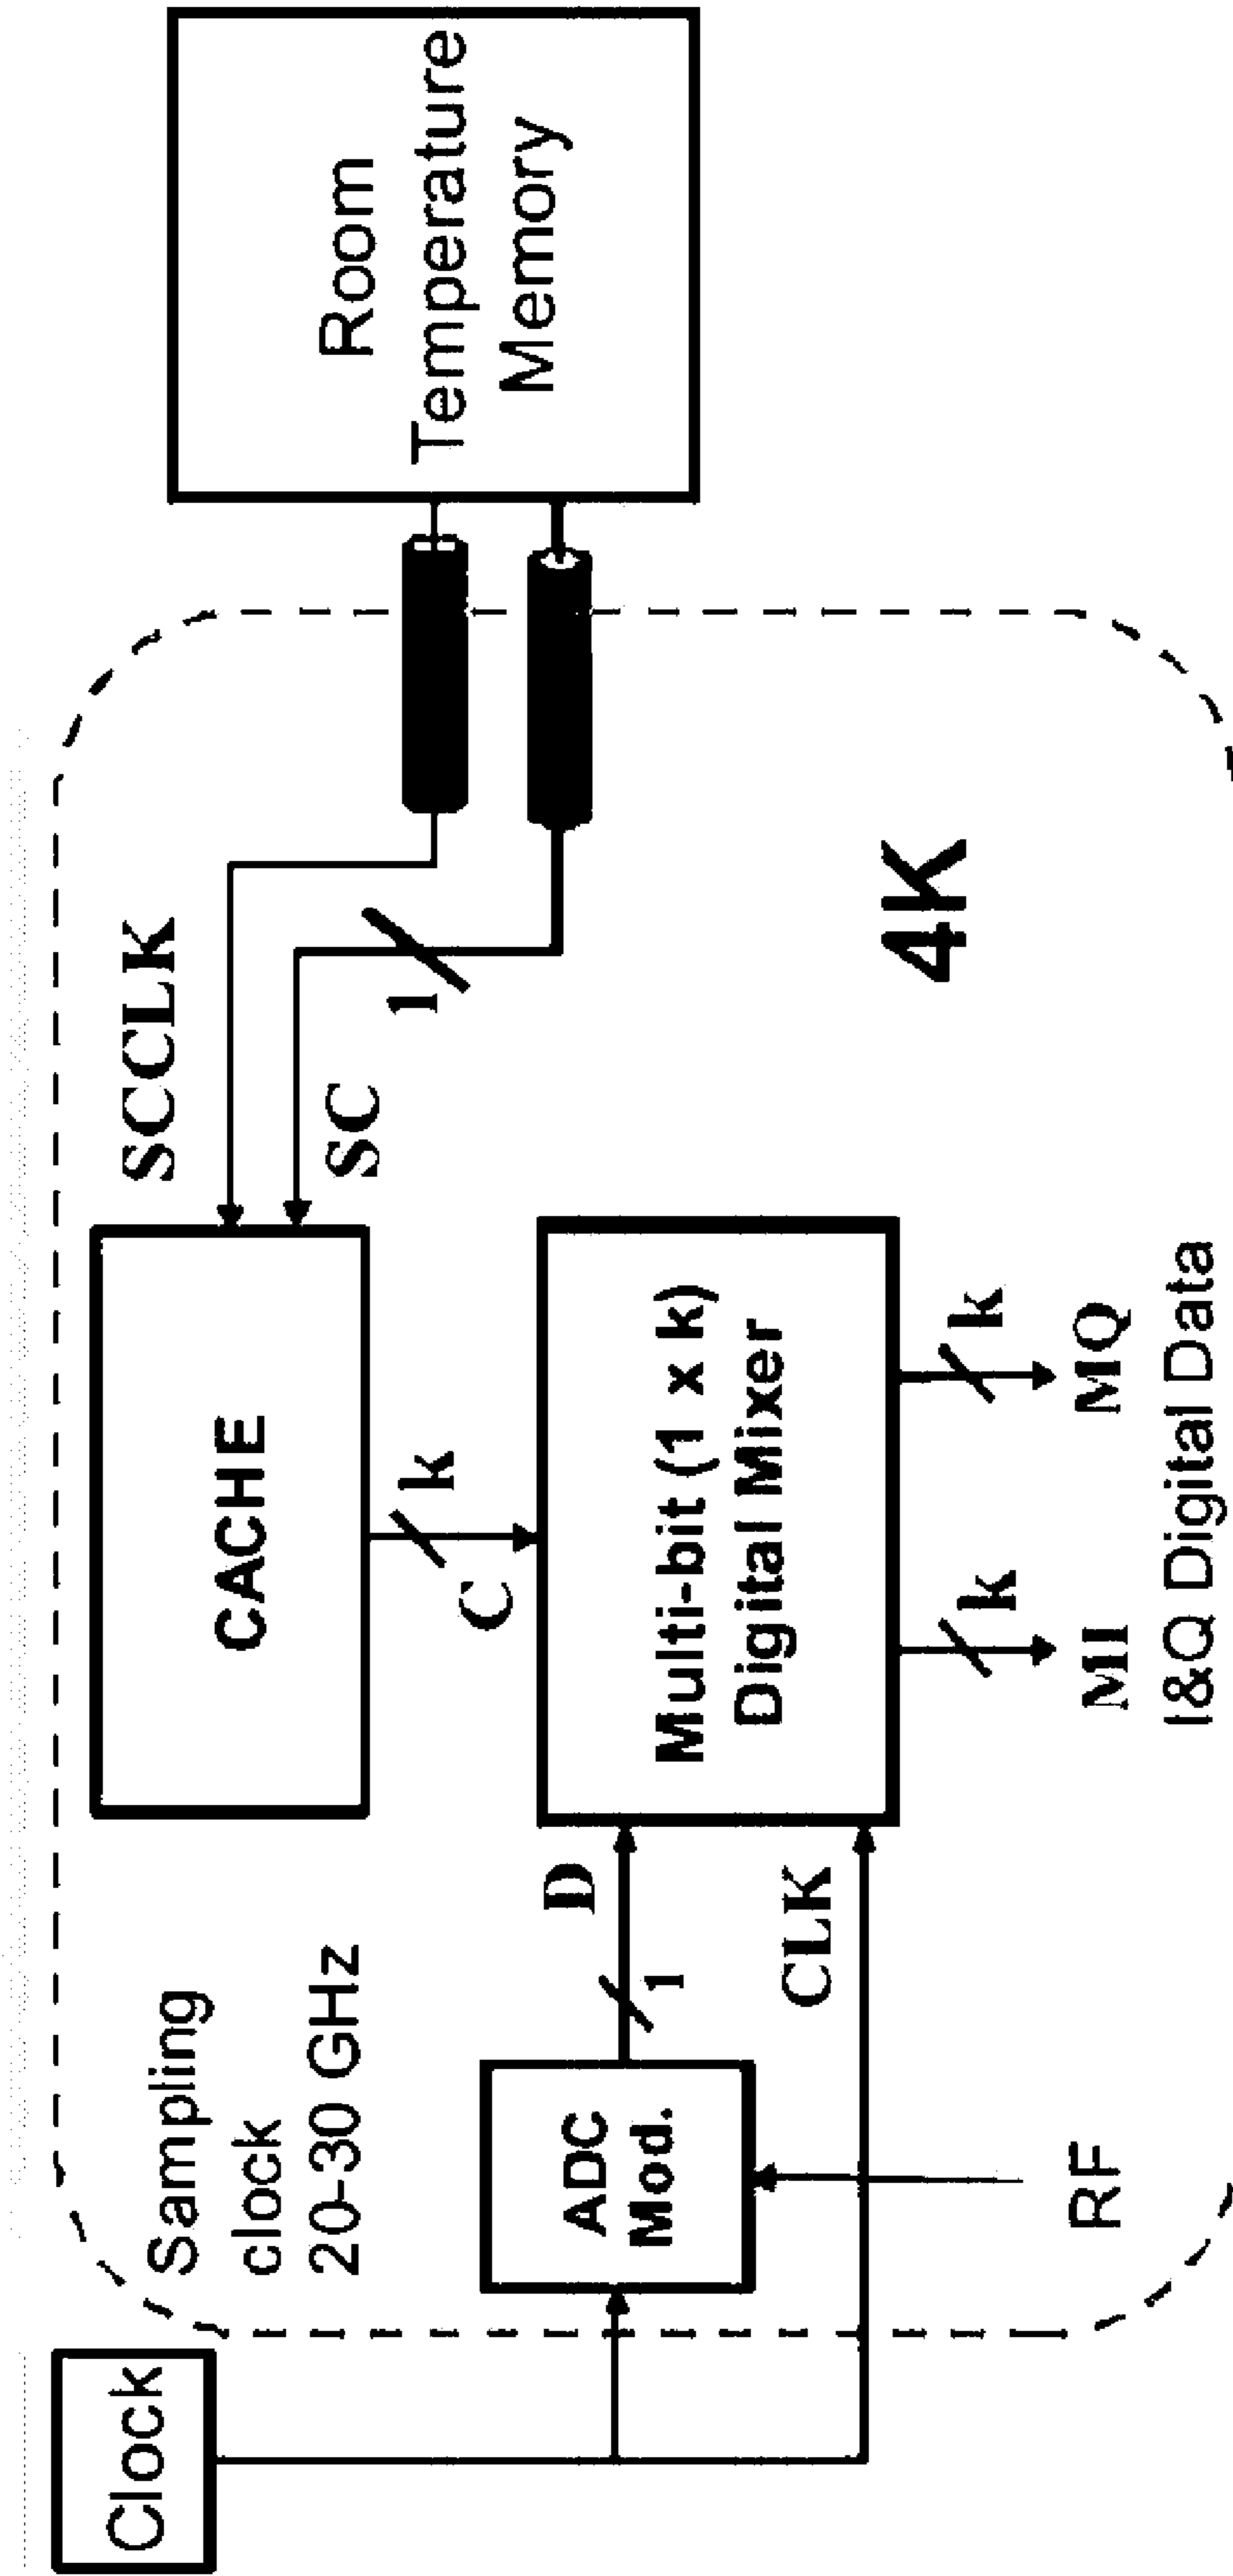 Clock
Sampling
clock
20-30 GHz
CACHE
SCCLK
SC
1
Room
Temperature
Memory
C
k
ADC
Mod.
D
1
CLK
Multi-bit (1 x k)
Digital Mixer
4K
RF
k
k
MI
MQ
I&Q Digital Data